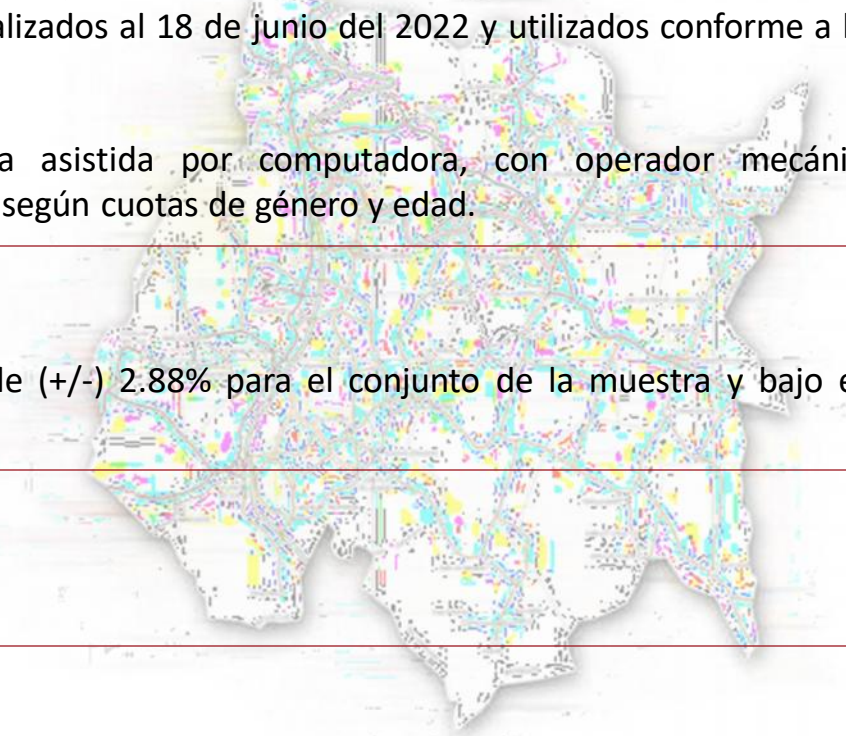 alizados al 18 de junio del 2022 y utilizados conforme a l
a asistida por computadora, con operador mecáni
según cuotas de género y edad.
de (+/-) 2.88% para el conjunto de la muestra y bajo e